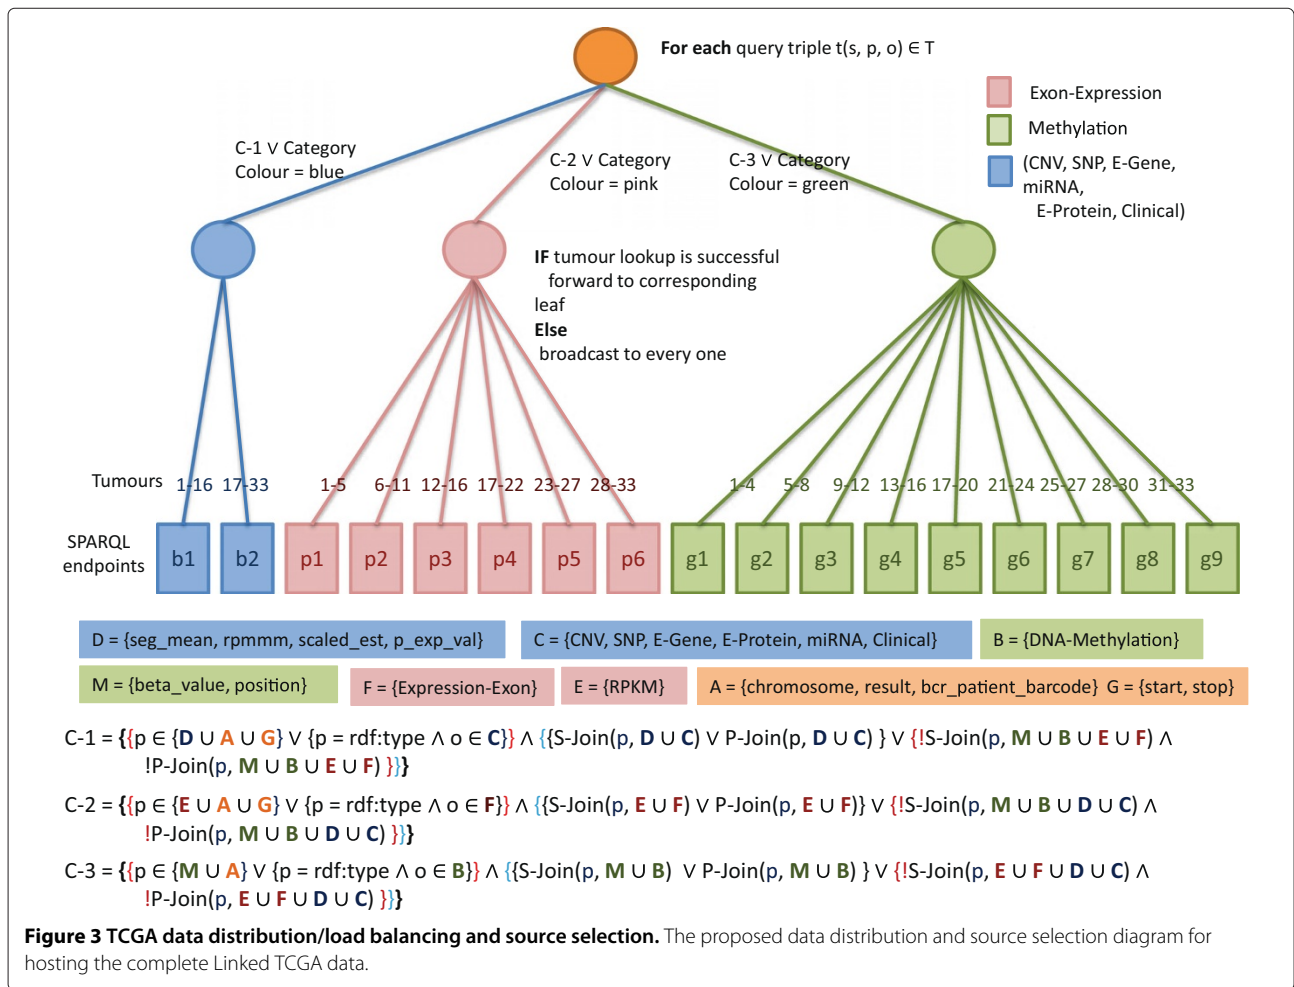 For each query triple t(s, p, o) ∈ T
Exon-Expression
Methylation
(CNV, SNP, E-Gene,
miRNA,
E-Protein, Clinical)
C-1 ∨ Category
Colour = blue
C-2 ∨ Category
Colour = pink
C-3 ∨ Category
Colour = green
IF tumour lookup is successful
forward to corresponding
leaf
Else
broadcast to every one
Tumours 1-16 17-33 1-5 6-11 12-16 17-22 23-27 28-33 1-4 5-8 9-12 13-16 17-20 21-24 25-27 28-30 31-33
SPARQL
endpoints
b1 b2 p1 p2 p3 p4 p5 p6 g1 g2 g3 g4 g5 g6 g7 g8 g9
D = {seg_mean, rpmmm, scaled_est, p_exp_val}
C = {CNV, SNP, E-Gene, E-Protein, miRNA, Clinical}
B = {DNA-Methylation}
M = {beta_value, position}
F = {Expression-Exon}
E = {RPKM}
A = {chromosome, result, bcr_patient_barcode} G = {start, stop}
C-1 = {{p ∈ {D ∪ A ∪ G} ∨ {p = rdf:type ∧ o ∈ C}} ∧ {{S-Join(p, D ∪ C) ∨ P-Join(p, D ∪ C) } ∨ {!S-Join(p, M ∪ B ∪ E ∪ F) ∧
!P-Join(p, M ∪ B ∪ E ∪ F) }}}
C-2 = {{p ∈ {E ∪ A ∪ G} ∨ {p = rdf:type ∧ o ∈ F}} ∧ {{S-Join(p, E ∪ F) ∨ P-Join(p, E ∪ F)} ∨ {!S-Join(p, M ∪ B ∪ D ∪ C) ∧
!P-Join(p, M ∪ B ∪ D ∪ C) }}}
C-3 = {{p ∈ {M ∪ A} ∨ {p = rdf:type ∧ o ∈ B}} ∧ {{S-Join(p, M ∪ B) ∨ P-Join(p, M ∪ B) } ∨ {!S-Join(p, E ∪ F ∪ D ∪ C) ∧
!P-Join(p, E ∪ F ∪ D ∪ C) }}}
Figure 3 TCGA data distribution/load balancing and source selection. The proposed data distribution and source selection diagram for
hosting the complete Linked TCGA data.